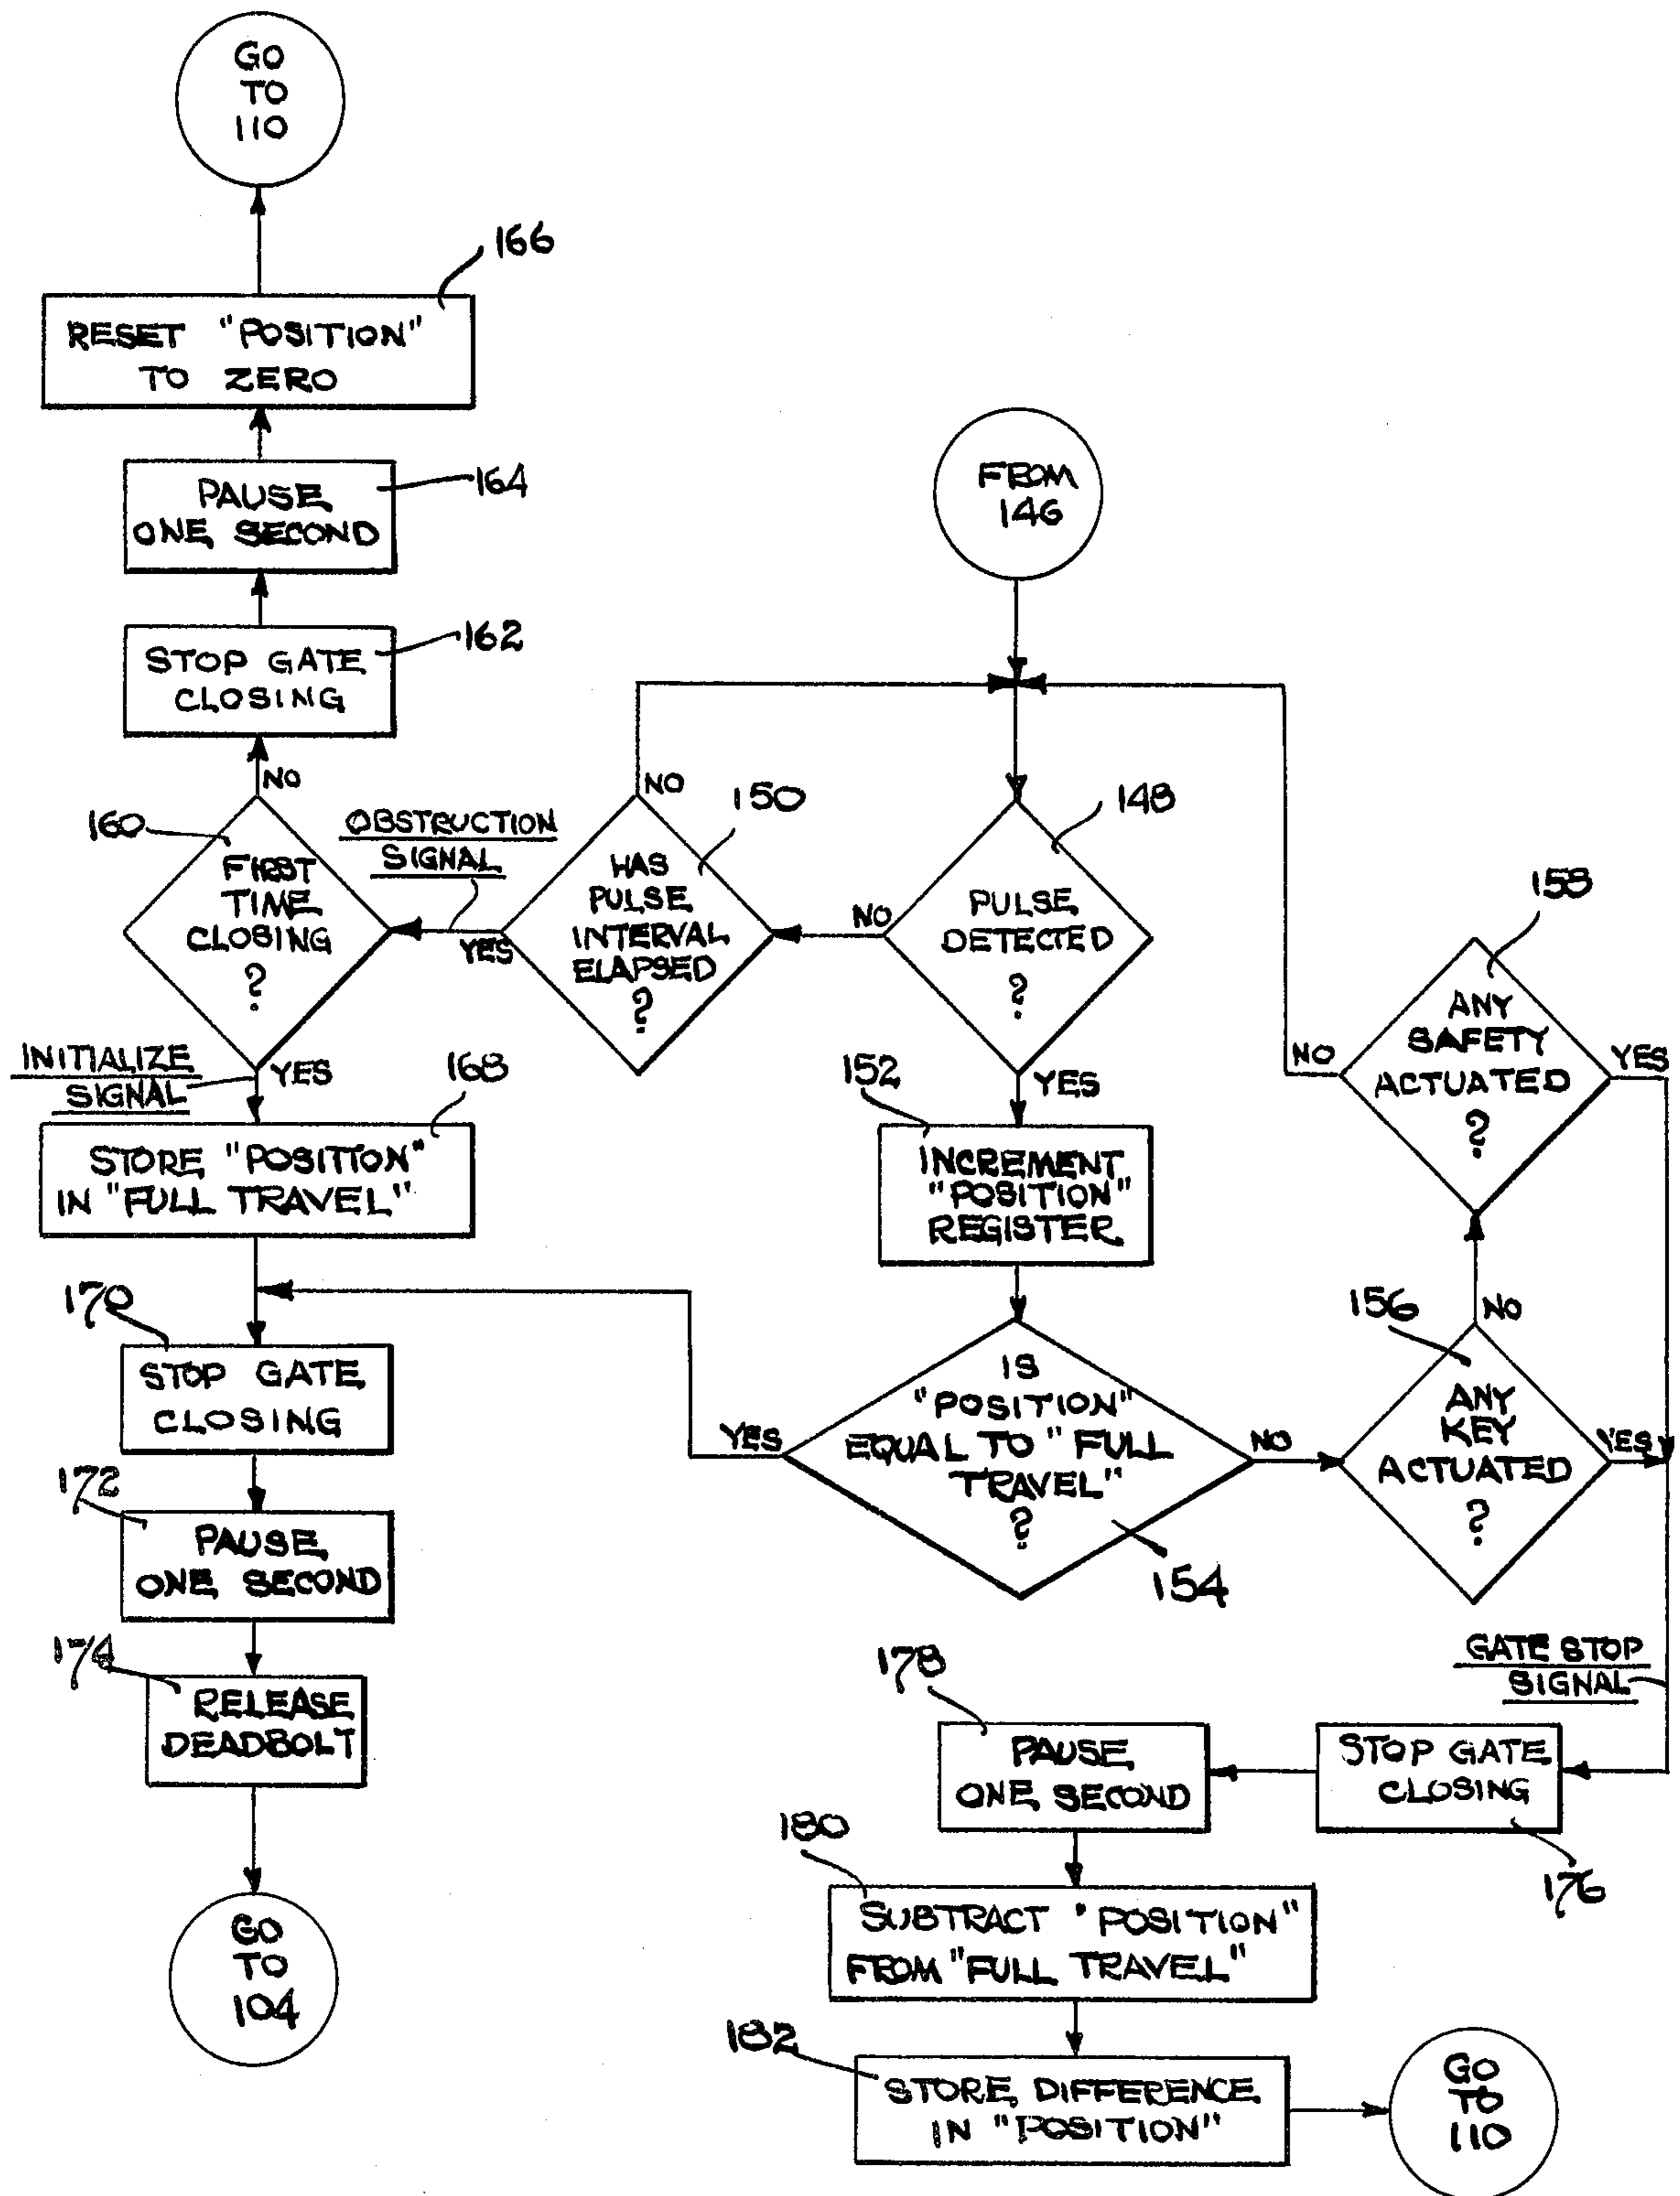 GO
TO
110
166
RESET "POSITION"
TO ZERO
164
PAUSE
ONE SECOND
162
STOP GATE
CLOSING
NO
160
FIRST
TIME
CLOSING
?
OBSTRUCTION
SIGNAL
YES
NO
150
HAS
PULSE
INTERVAL
ELAPSED
?
FROM
146
148
NO
PULSE
DETECTED
?
YES
158
ANY
SAFETY
ACTUATED
?
NO
YES
INITIALIZE
SIGNAL
YES
168
STORE "POSITION"
IN "FULL TRAVEL"
152
INCREMENT
"POSITION"
REGISTER
170
STOP GATE
CLOSING
YES
IS
"POSITION"
EQUAL TO "FULL
TRAVEL"
?
NO
154
156
NO
ANY
KEY
ACTUATED
?
YES
172
PAUSE
ONE SECOND
174
RELEASE
DEADBOLT
GO
TO
104
GATE STOP
SIGNAL
178
PAUSE
ONE SECOND
STOP GATE
CLOSING
176
180
SUBTRACT "POSITION"
FROM "FULL TRAVEL"
182
STORE DIFFERENCE
IN "POSITION"
GO
TO
110